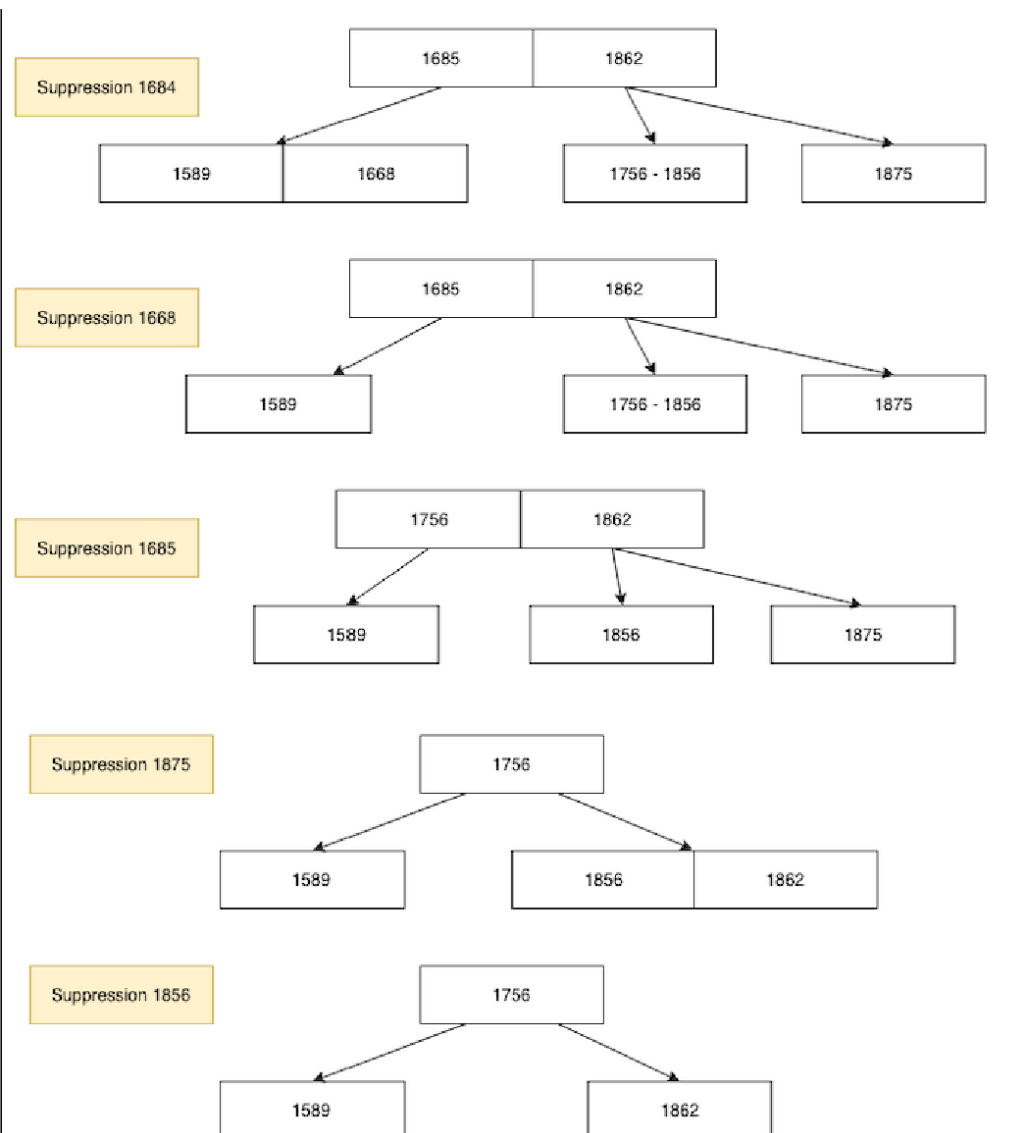 1685 1862
Suppression 1684
1589 1668 1756 - 1856 1875
1685 1862
Suppression 1668
1589 1756 - 1856 1875
1756 1862
Suppression 1685
1589 1856 1875
Suppression 1875 1756
1589 1856 1862
Suppression 1856 1756
1589 1862